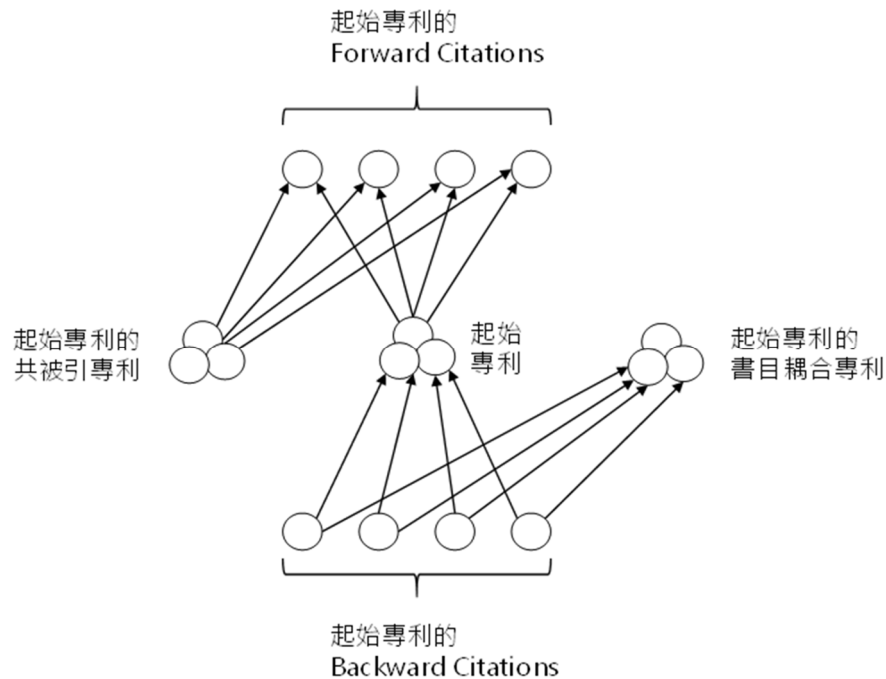 起始專利的
Forward Citations
起始專利的
共被引專利
起始
專利
起始專利的
書目耦合專利
起始專利的
Backward Citations